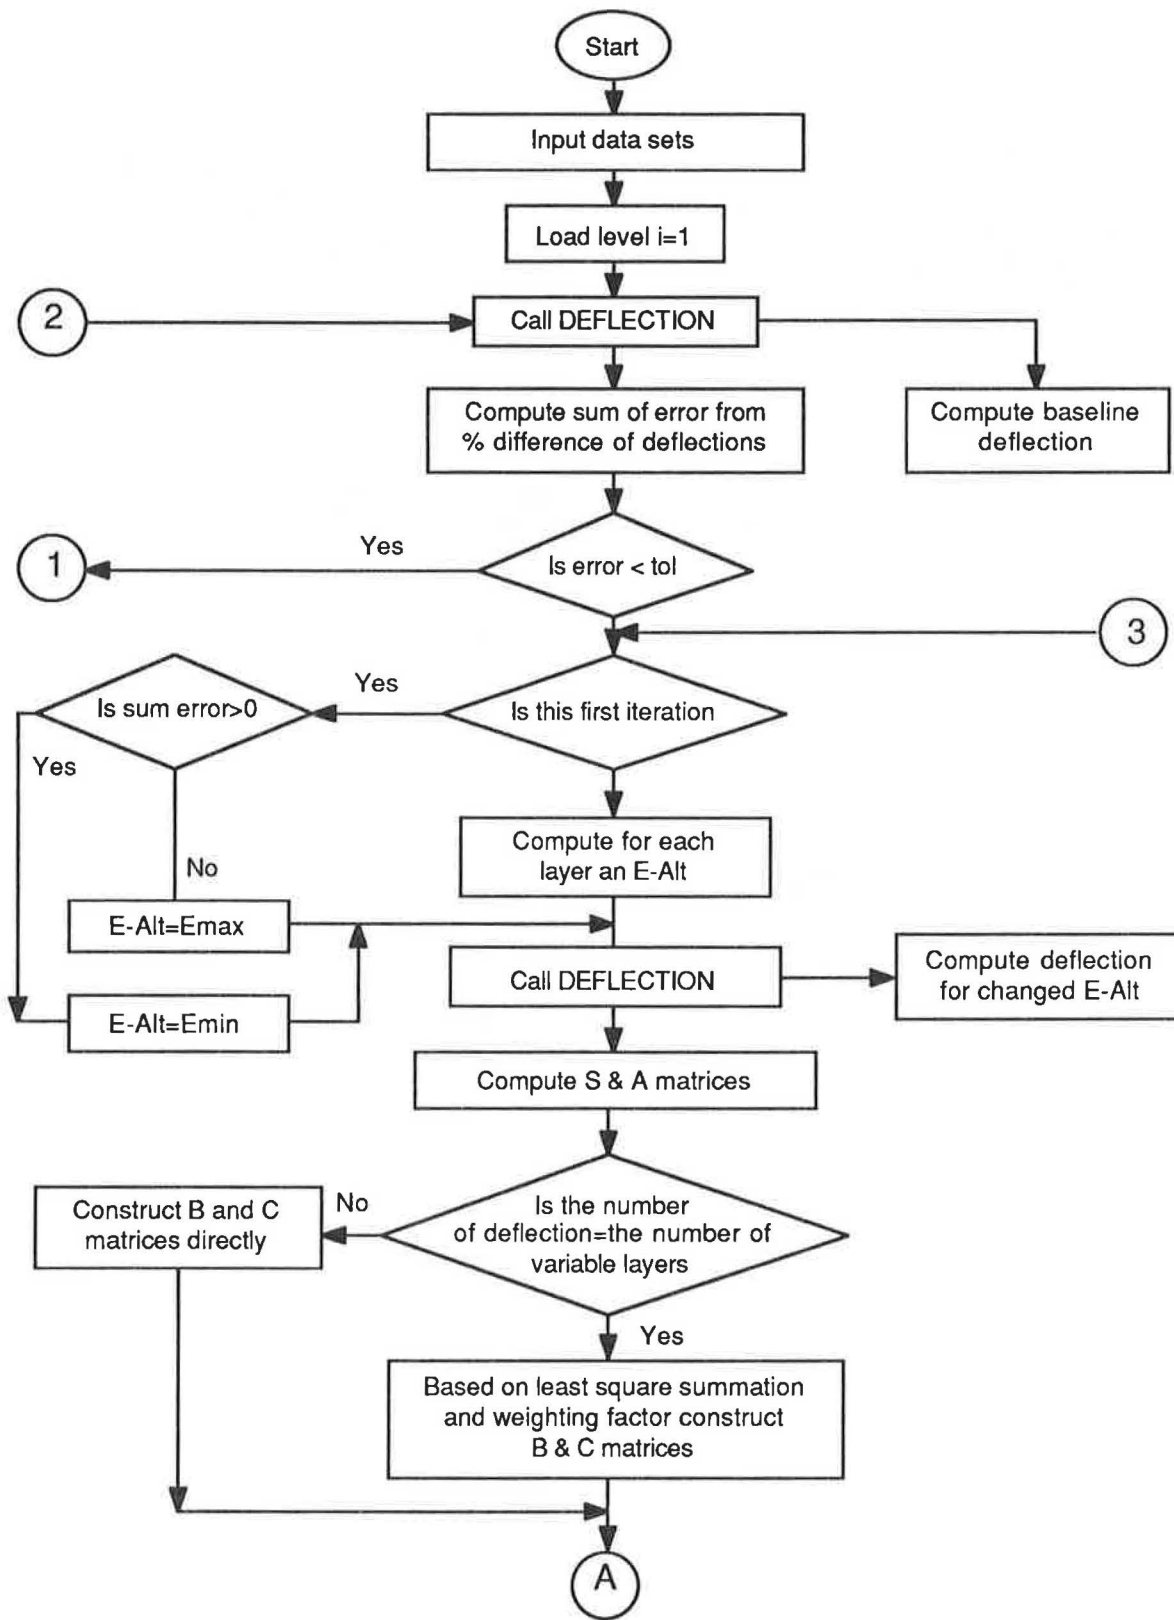 Start
Input data sets
Load level i=1
2
Call DEFLECTION
Compute sum of error from
% difference of deflections
Compute baseline
deflection
1
Yes
Is error < tol
3
Is sum error>0
Yes
Is this first iteration
Yes
No
Compute for each
layer an E-Alt
E-Alt=Emax
E-Alt=Emin
Call DEFLECTION
Compute deflection
for changed E-Alt
Compute S & A matrices
Construct B and C
matrices directly
No
Is the number
of deflection=the number of
variable layers
Yes
Based on least square summation
and weighting factor construct
B & C matrices
A